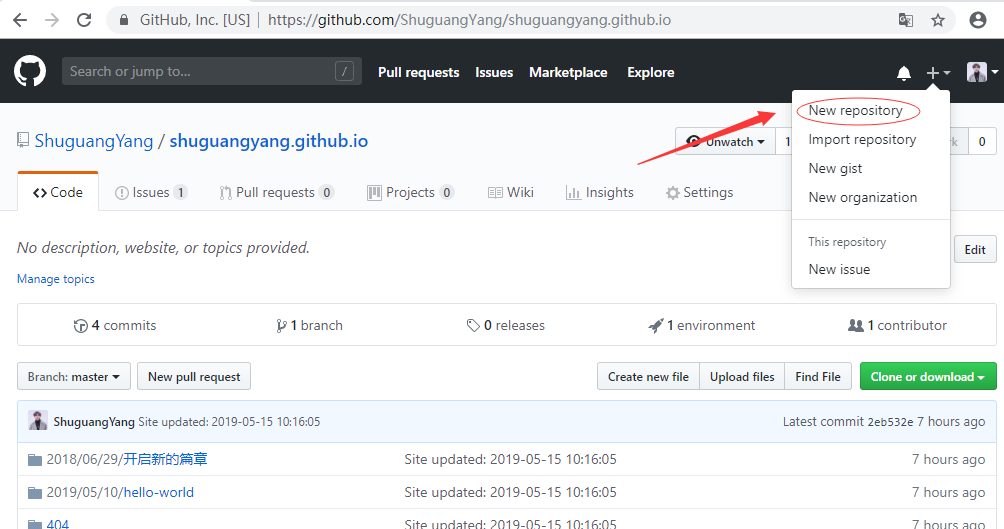 GitHub, Inc. [US] | https://github.com/ShuguangYang/shuguangyang.github.io
Search or jump to... / Pull requests Issues Marketplace Explore
New repository
Import repository
New gist
New organization
This repository
New issue
ShuguangYang / shuguangyang.github.io
Unwatch 1 0
Code Issues 1 Pull requests 0 Projects 0 Wiki Insights Settings
No description, website, or topics provided.
Edit
Manage topics
4 commits 1 branch 0 releases 1 environment 1 contributor
Branch: master New pull request Create new file Upload files Find File Clone or download
ShuguangYang Site updated: 2019-05-15 10:16:05 Latest commit 2eb532e 7 hours ago
2018/06/29/开启新的篇章 Site updated: 2019-05-15 10:16:05 7 hours ago
2019/05/10/hello-world Site updated: 2019-05-15 10:16:05 7 hours ago
404 Site updated: 2019-05-15 10:16:05 7 hours ago